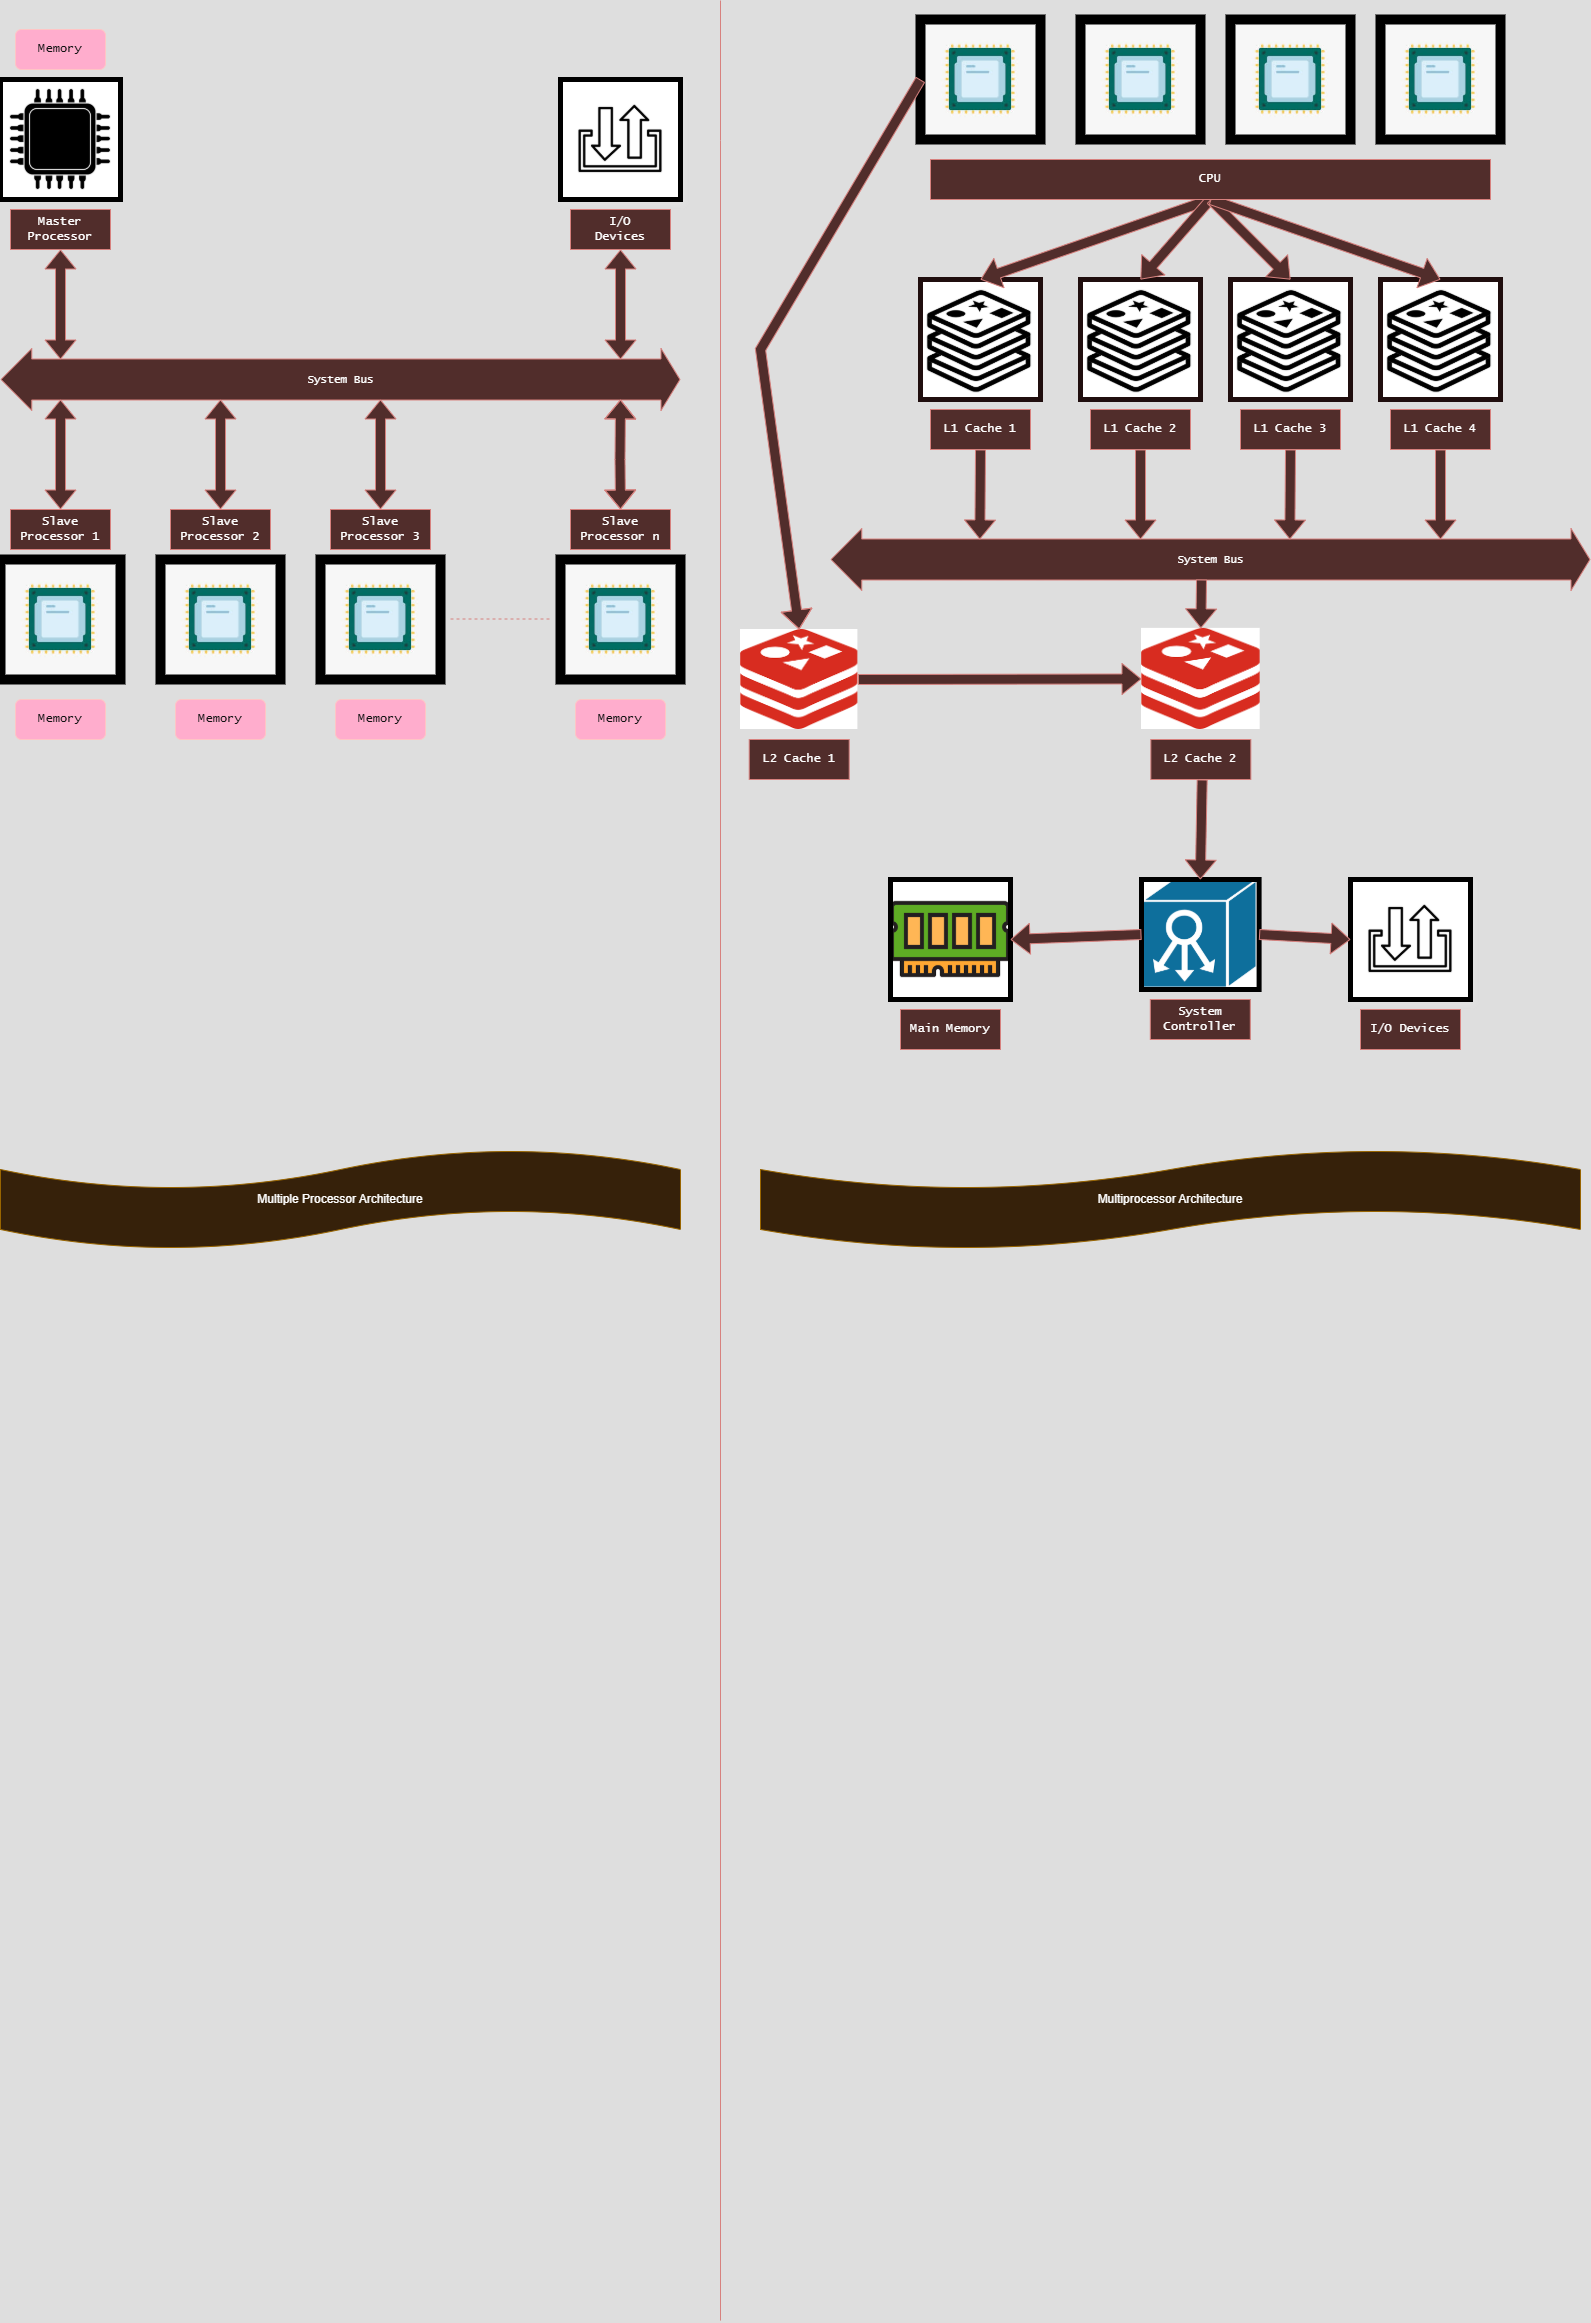 Memory
Master
Processor
I/O
Devices
System Bus
Slave
Processor 1
Slave
Processor 2
Slave
Processor 3
Slave
Processor n
Memory
Memory
Memory
Memory
Multiple Processor Architecture
CPU
L1 Cache 1
L1 Cache 2
L1 Cache 3
L1 Cache 4
System Bus
L2 Cache 1
L2 Cache 2
Main Memory
System
Controller
I/O Devices
Multiprocessor Architecture